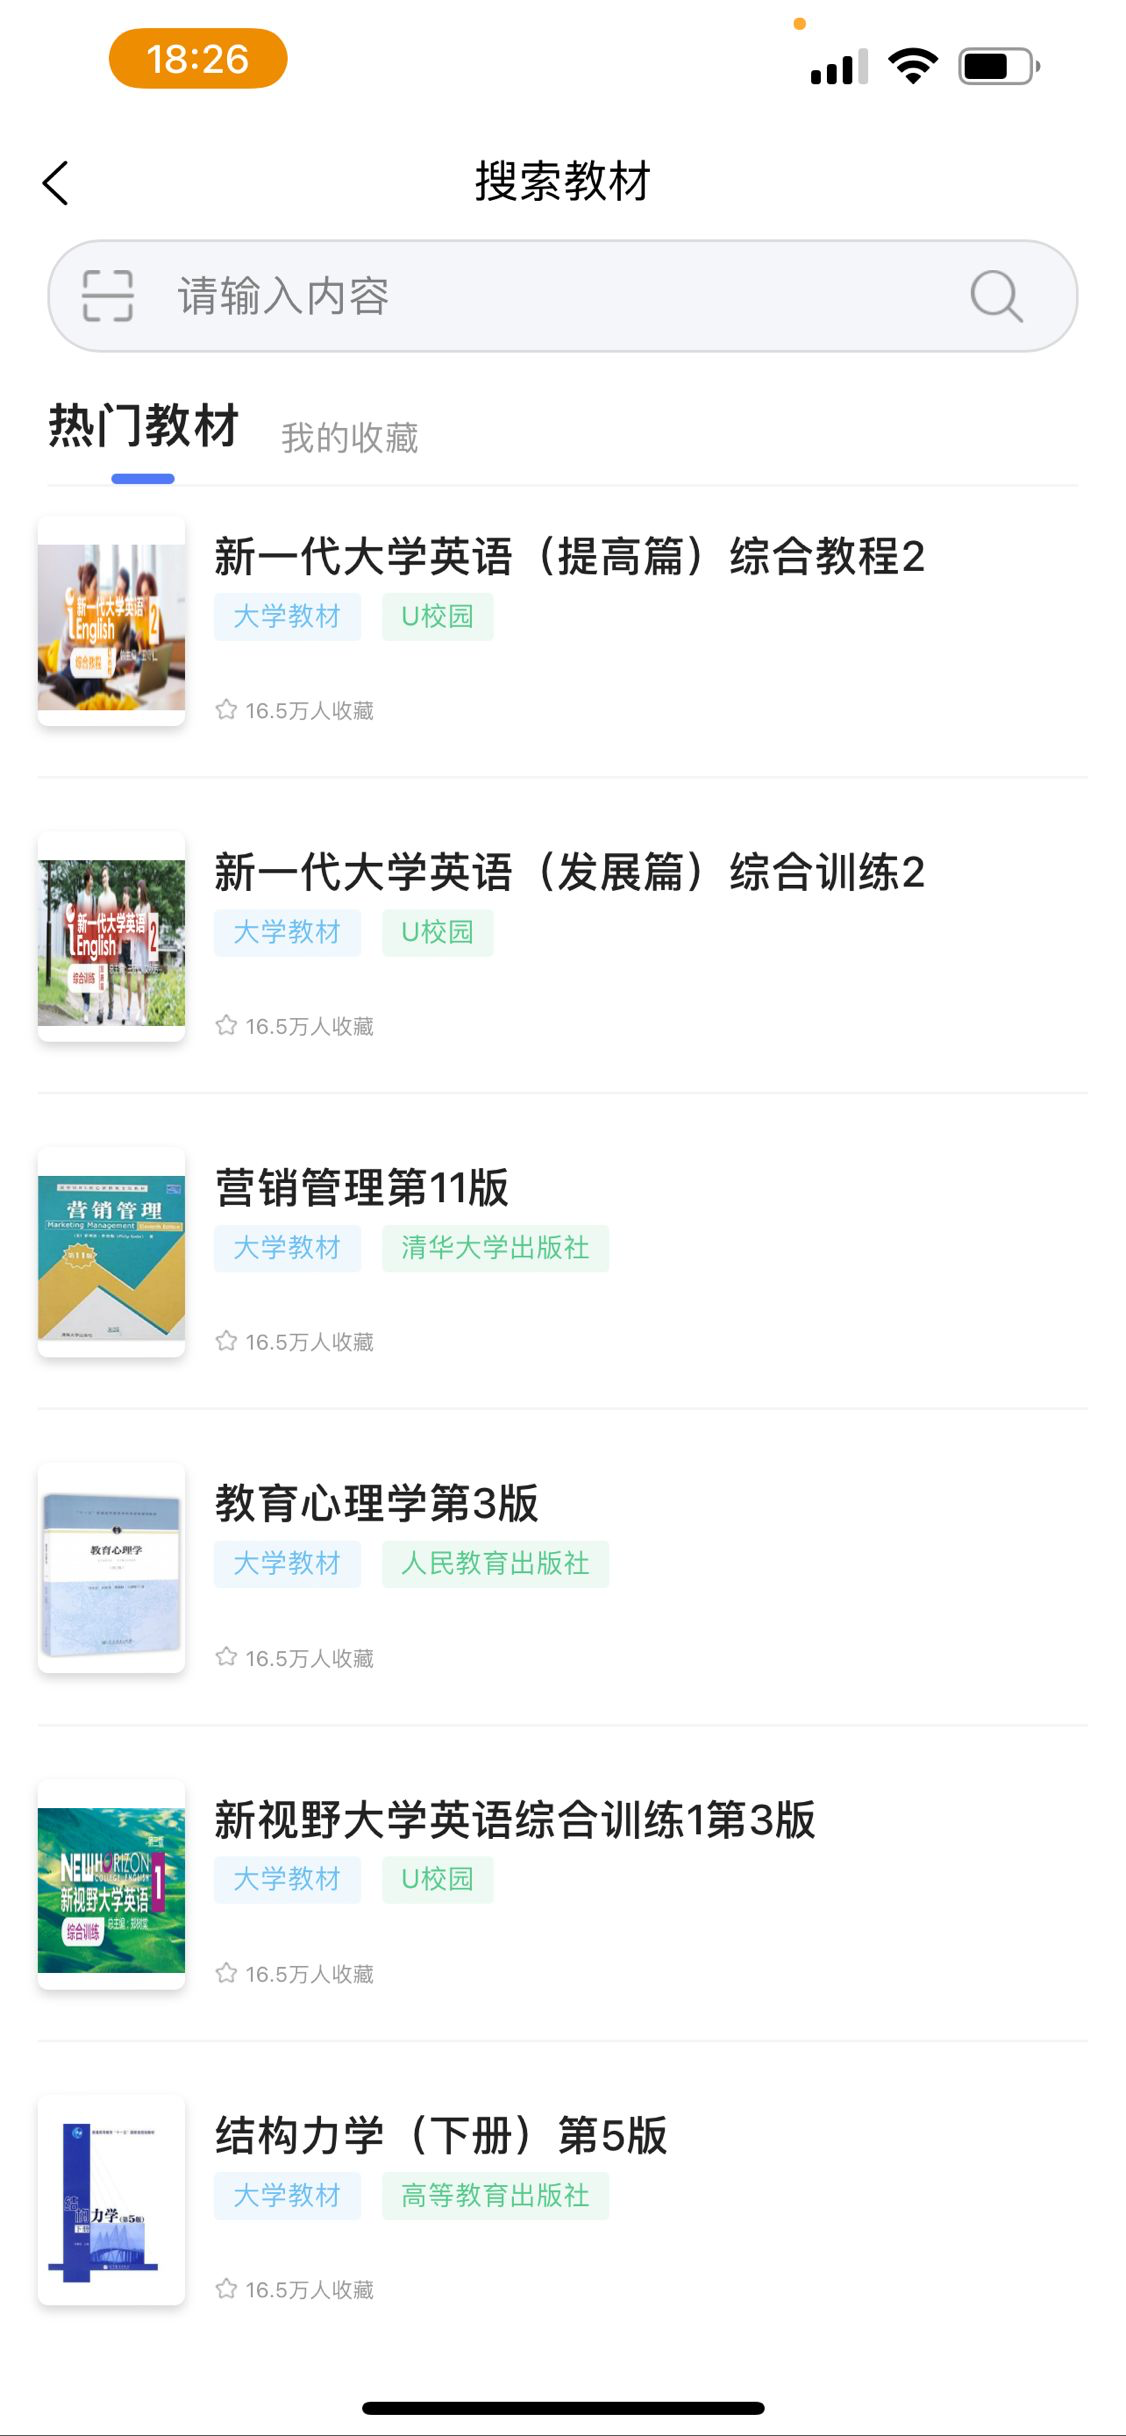 18:26
搜索教材
请输入内容
热门教材
我的收藏
新一代大学英语（提高篇）综合教程2
大学教材
U校园
16.5万人收藏
新一代大学英语
English
2
综合教程
新一代大学英语（发展篇）综合训练2
大学教材
U校园
16.5万人收藏
新一代大学英语
English
2
综合训练
营销管理第11版
大学教材
清华大学出版社
16.5万人收藏
营销管理
Marketing Management
第11版
教育心理学第3版
大学教材
人民教育出版社
16.5万人收藏
教育心理学
新视野大学英语综合训练1第3版
大学教材
U校园
16.5万人收藏
NEW HORIZON
COLLEGE ENGLISH
1
新视野大学英语
综合训练
总主编：郑树棠
结构力学（下册）第5版
大学教材
高等教育出版社
16.5万人收藏
结构力学(第5版)
下册